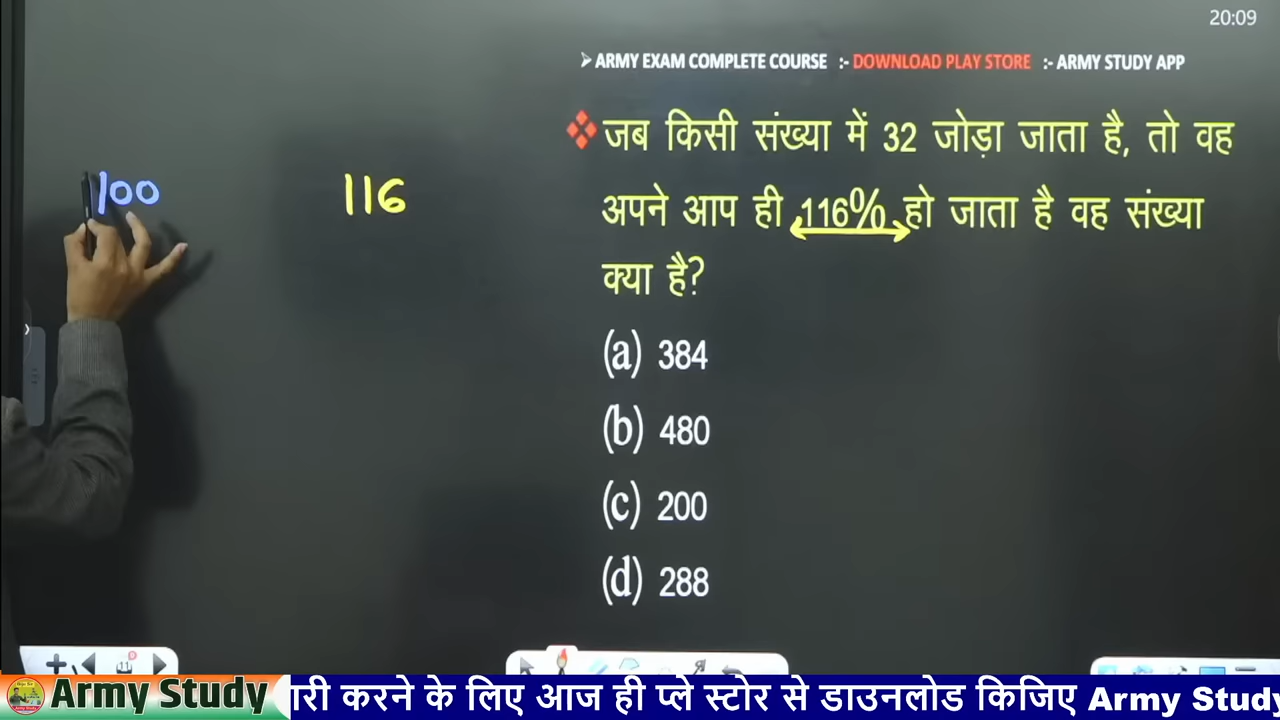 20:09
➢ ARMY EXAM COMPLETE COURSE :- DOWNLOAD PLAY STORE :- ARMY STUDY APP
❖ जब किसी संख्या में 32 जोड़ा जाता है, तो वह
अपने आप ही 116% हो जाता है वह संख्या
क्या है?
100 116
(a) 384
(b) 480
(c) 200
(d) 288
Army Study ारी करने के लिए आज ही प्ले स्टोर से डाउनलोड किजिए Army Study